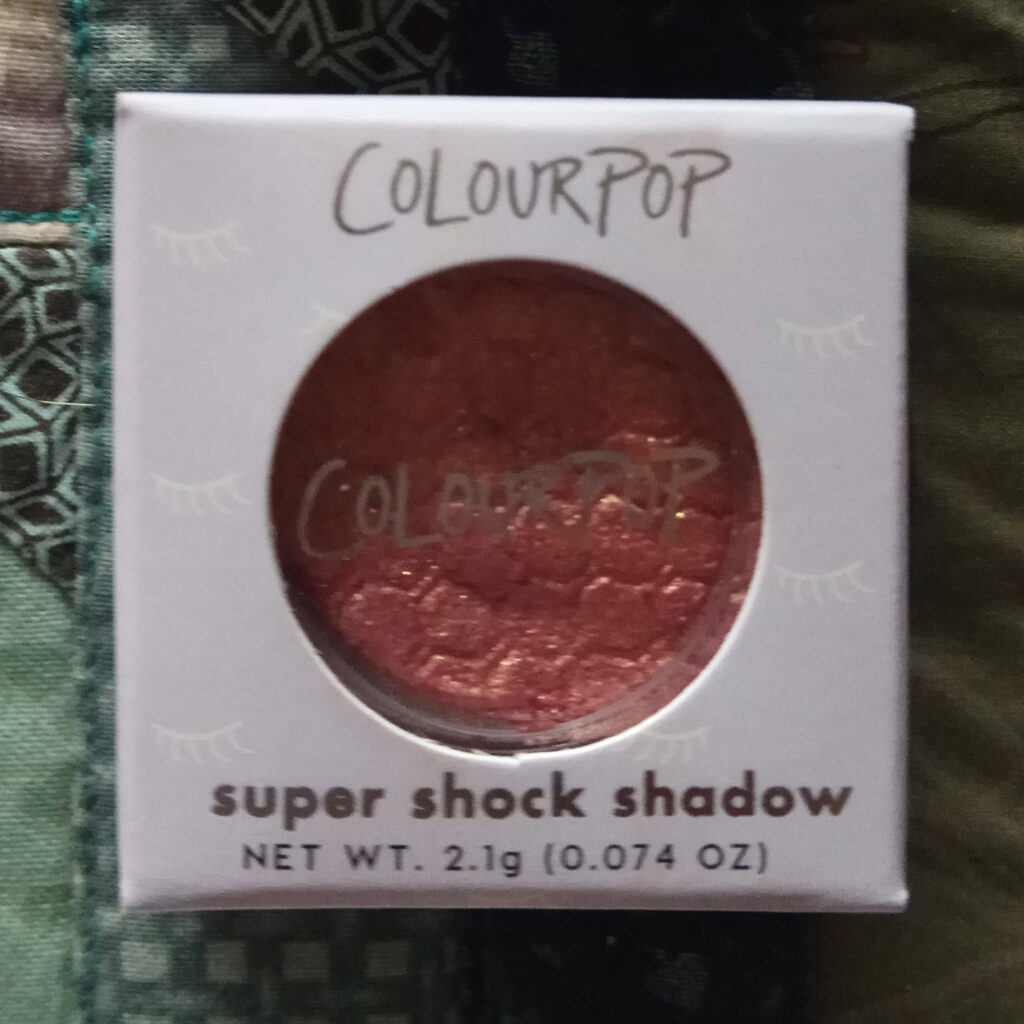 COLOURPOP
COLOURPOP
super shock shadow
NET WT. 2.1g (0.074 OZ)